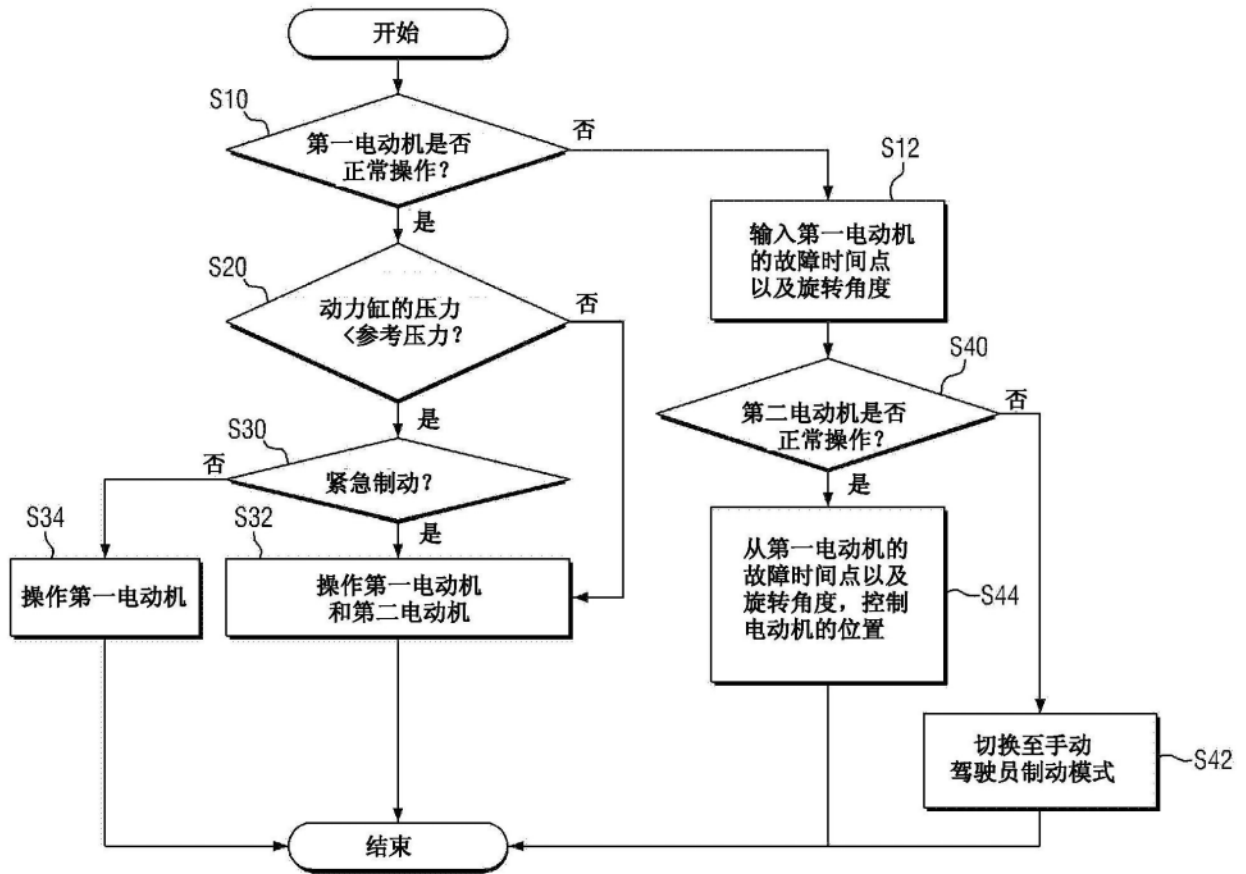 开始
S10
第一电动机是否
正常操作？
否
是
S12
输入第一电动机
的故障时间点
以及旋转角度
S20
动力缸的压力
<参考压力？
否
是
S40
第二电动机是否
正常操作？
否
是
S30
紧急制动？
否
是
S34
操作第一电动机
S32
操作第一电动机
和第二电动机
从第一电动机的
故障时间点以及
旋转角度，控制
电动机的位置
S44
切换至手动
驾驶员制动模式
S42
结束